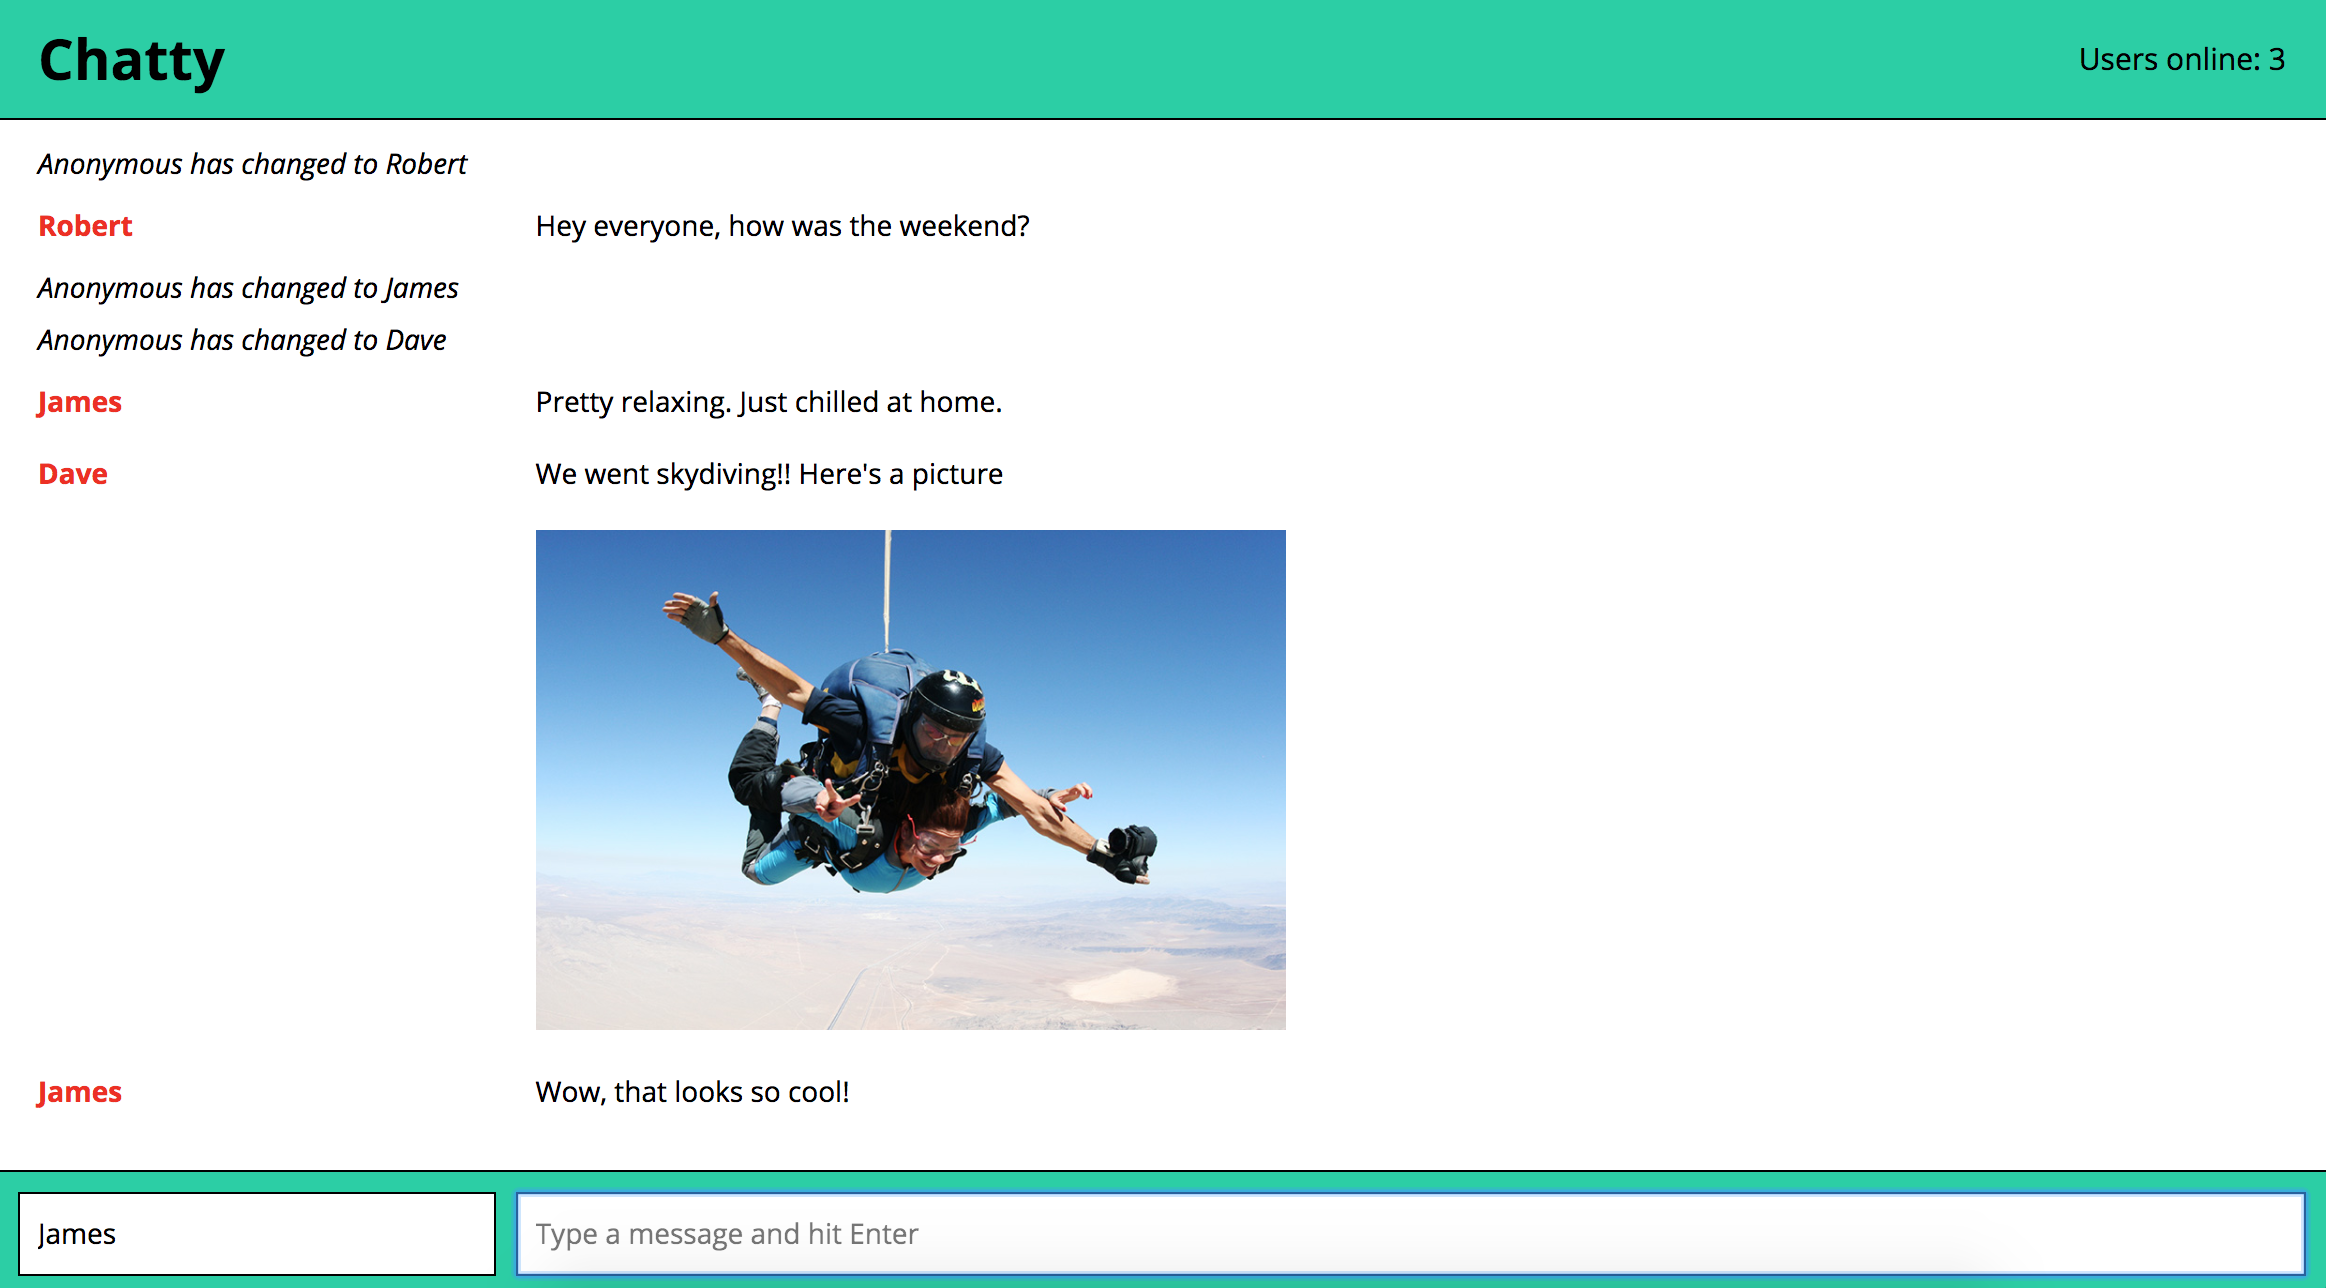 Chatty
Users online: 3
Anonymous has changed to Robert
Robert
Hey everyone, how was the weekend?
Anonymous has changed to James
Anonymous has changed to Dave
James
Pretty relaxing. Just chilled at home.
Dave
We went skydiving!! Here's a picture
James
Wow, that looks so cool!
James
Type a message and hit Enter